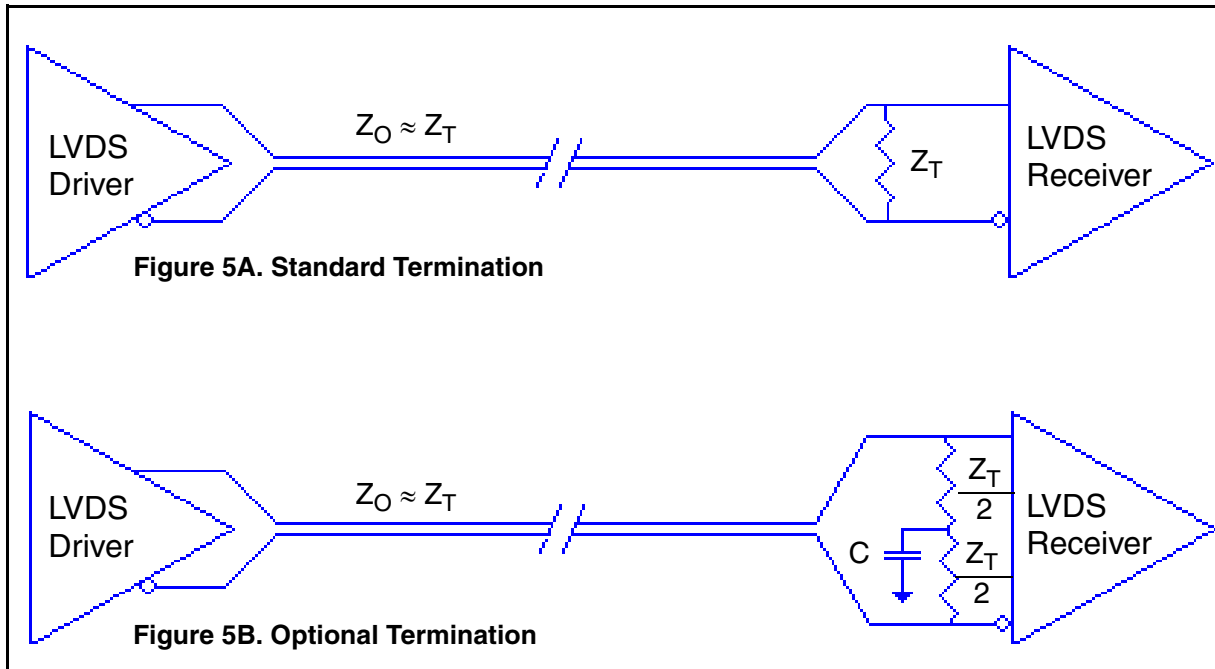 LVDS
Driver
Z_O ≈ Z_T
Z_T
LVDS
Receiver
Figure 5A. Standard Termination
LVDS
Driver
Z_O ≈ Z_T
C
Z_T
2
Z_T
2
LVDS
Receiver
Figure 5B. Optional Termination